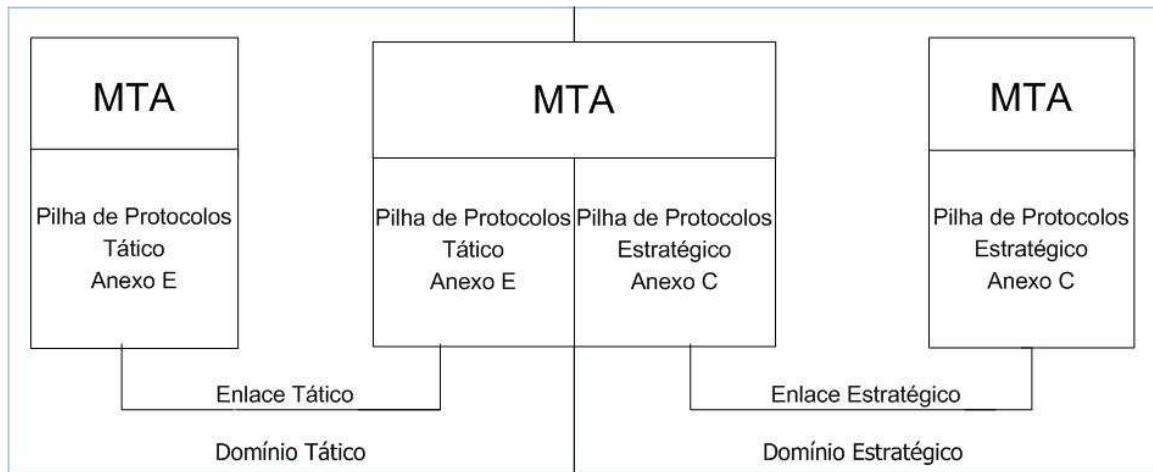 MTA
Pilha de Protocolos
Tático
Anexo E
MTA
Pilha de Protocolos
Tático
Anexo E
Pilha de Protocolos
Estratégico
Anexo C
MTA
Pilha de Protocolos
Estratégico
Anexo C
Enlace Tático
Enlace Estratégico
Domínio Tático
Domínio Estratégico